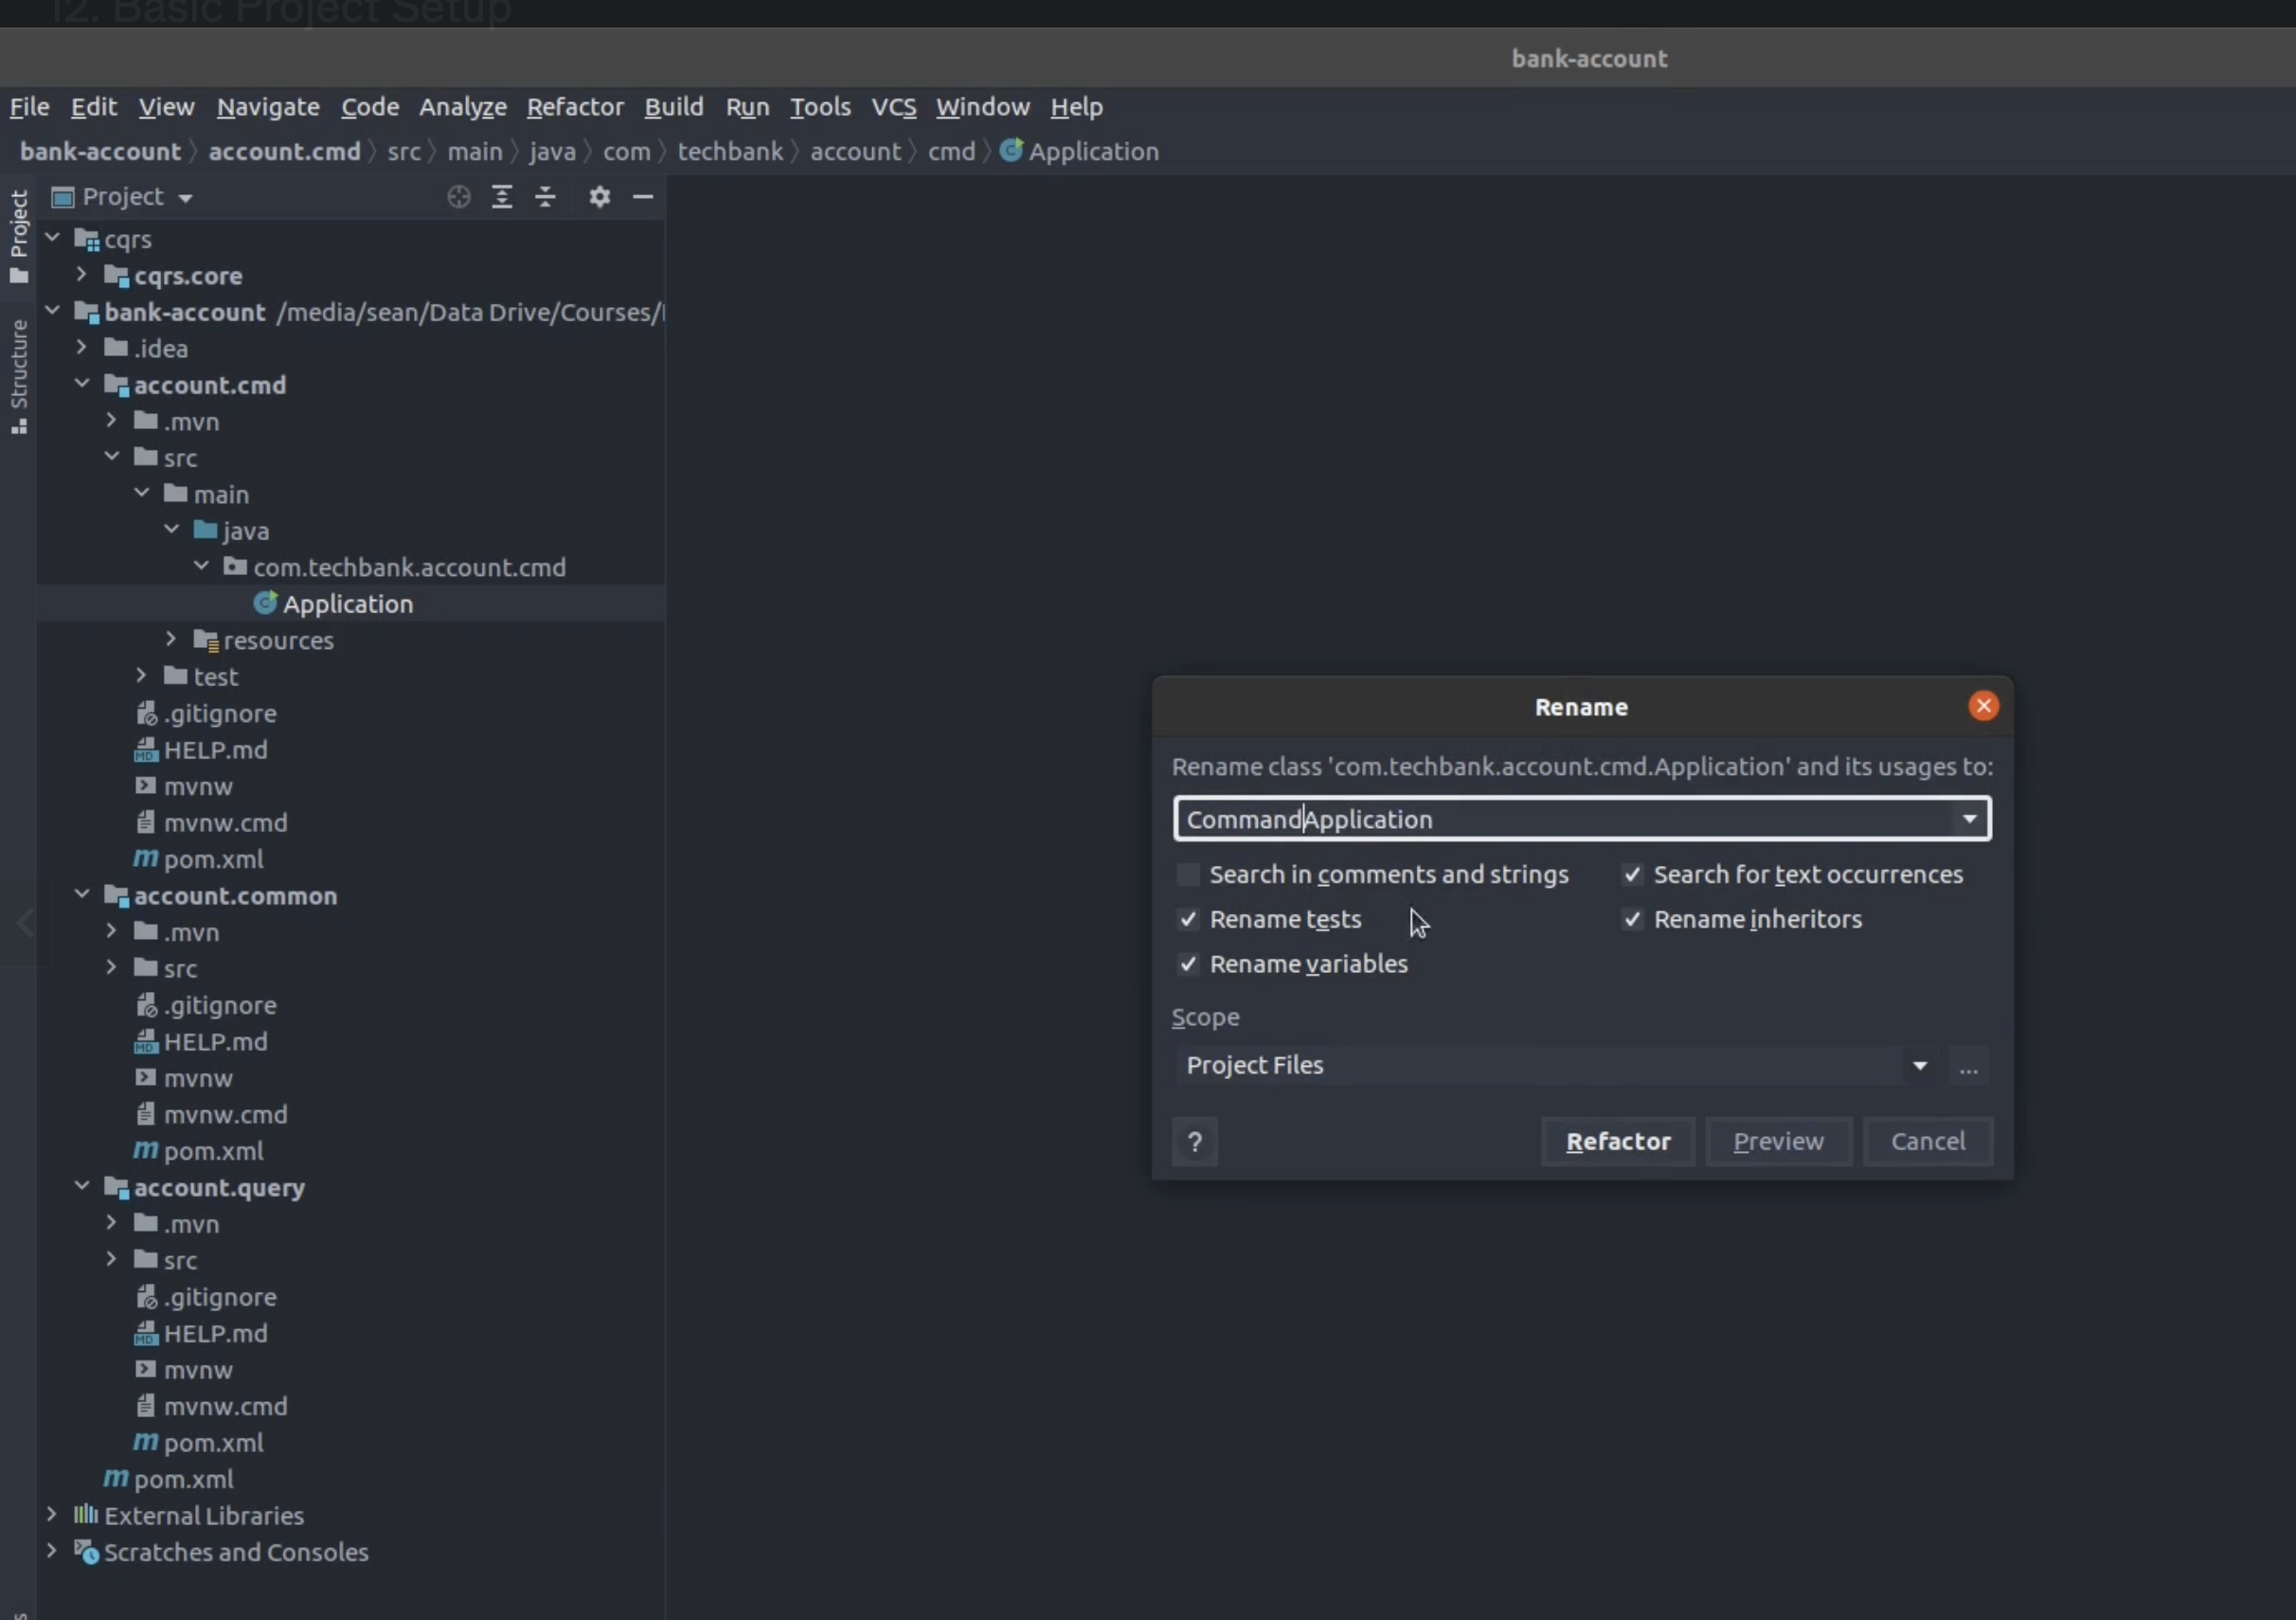 12. Basic Project Setup
bank-account
File Edit View Navigate Code Analyze Refactor Build Run Tools VCS Window Help
bank-account account.cmd src main java com techbank account cmd Application
Project
Structure
Project
cqrs
cqrs.core
bank-account /media/sean/Data Drive/Courses/
.idea
account.cmd
.mvn
src
main
java
com.techbank.account.cmd
Application
resources
test
.gitignore
HELP.md
mvnw
mvnw.cmd
pom.xml
account.common
.mvn
src
.gitignore
HELP.md
mvnw
mvnw.cmd
pom.xml
account.query
.mvn
src
.gitignore
HELP.md
mvnw
mvnw.cmd
pom.xml
pom.xml
External Libraries
Scratches and Consoles
Rename
Rename class 'com.techbank.account.cmd.Application' and its usages to:
CommandApplication
Search in comments and strings
Search for text occurrences
Rename tests
Rename inheritors
Rename variables
Scope
Project Files
...
? Refactor Preview Cancel